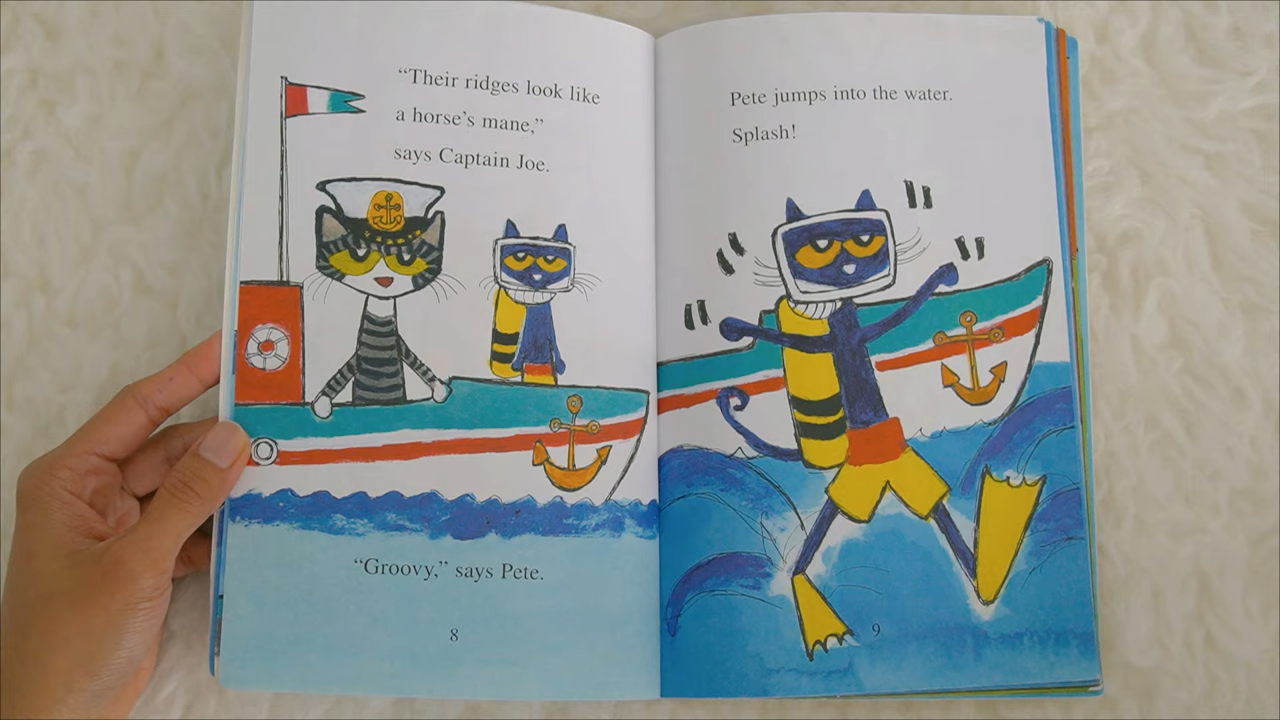 “Their ridges look like
a horse’s mane,”
says Captain Joe.
“Groovy,” says Pete.
8
Pete jumps into the water.
Splash!
9